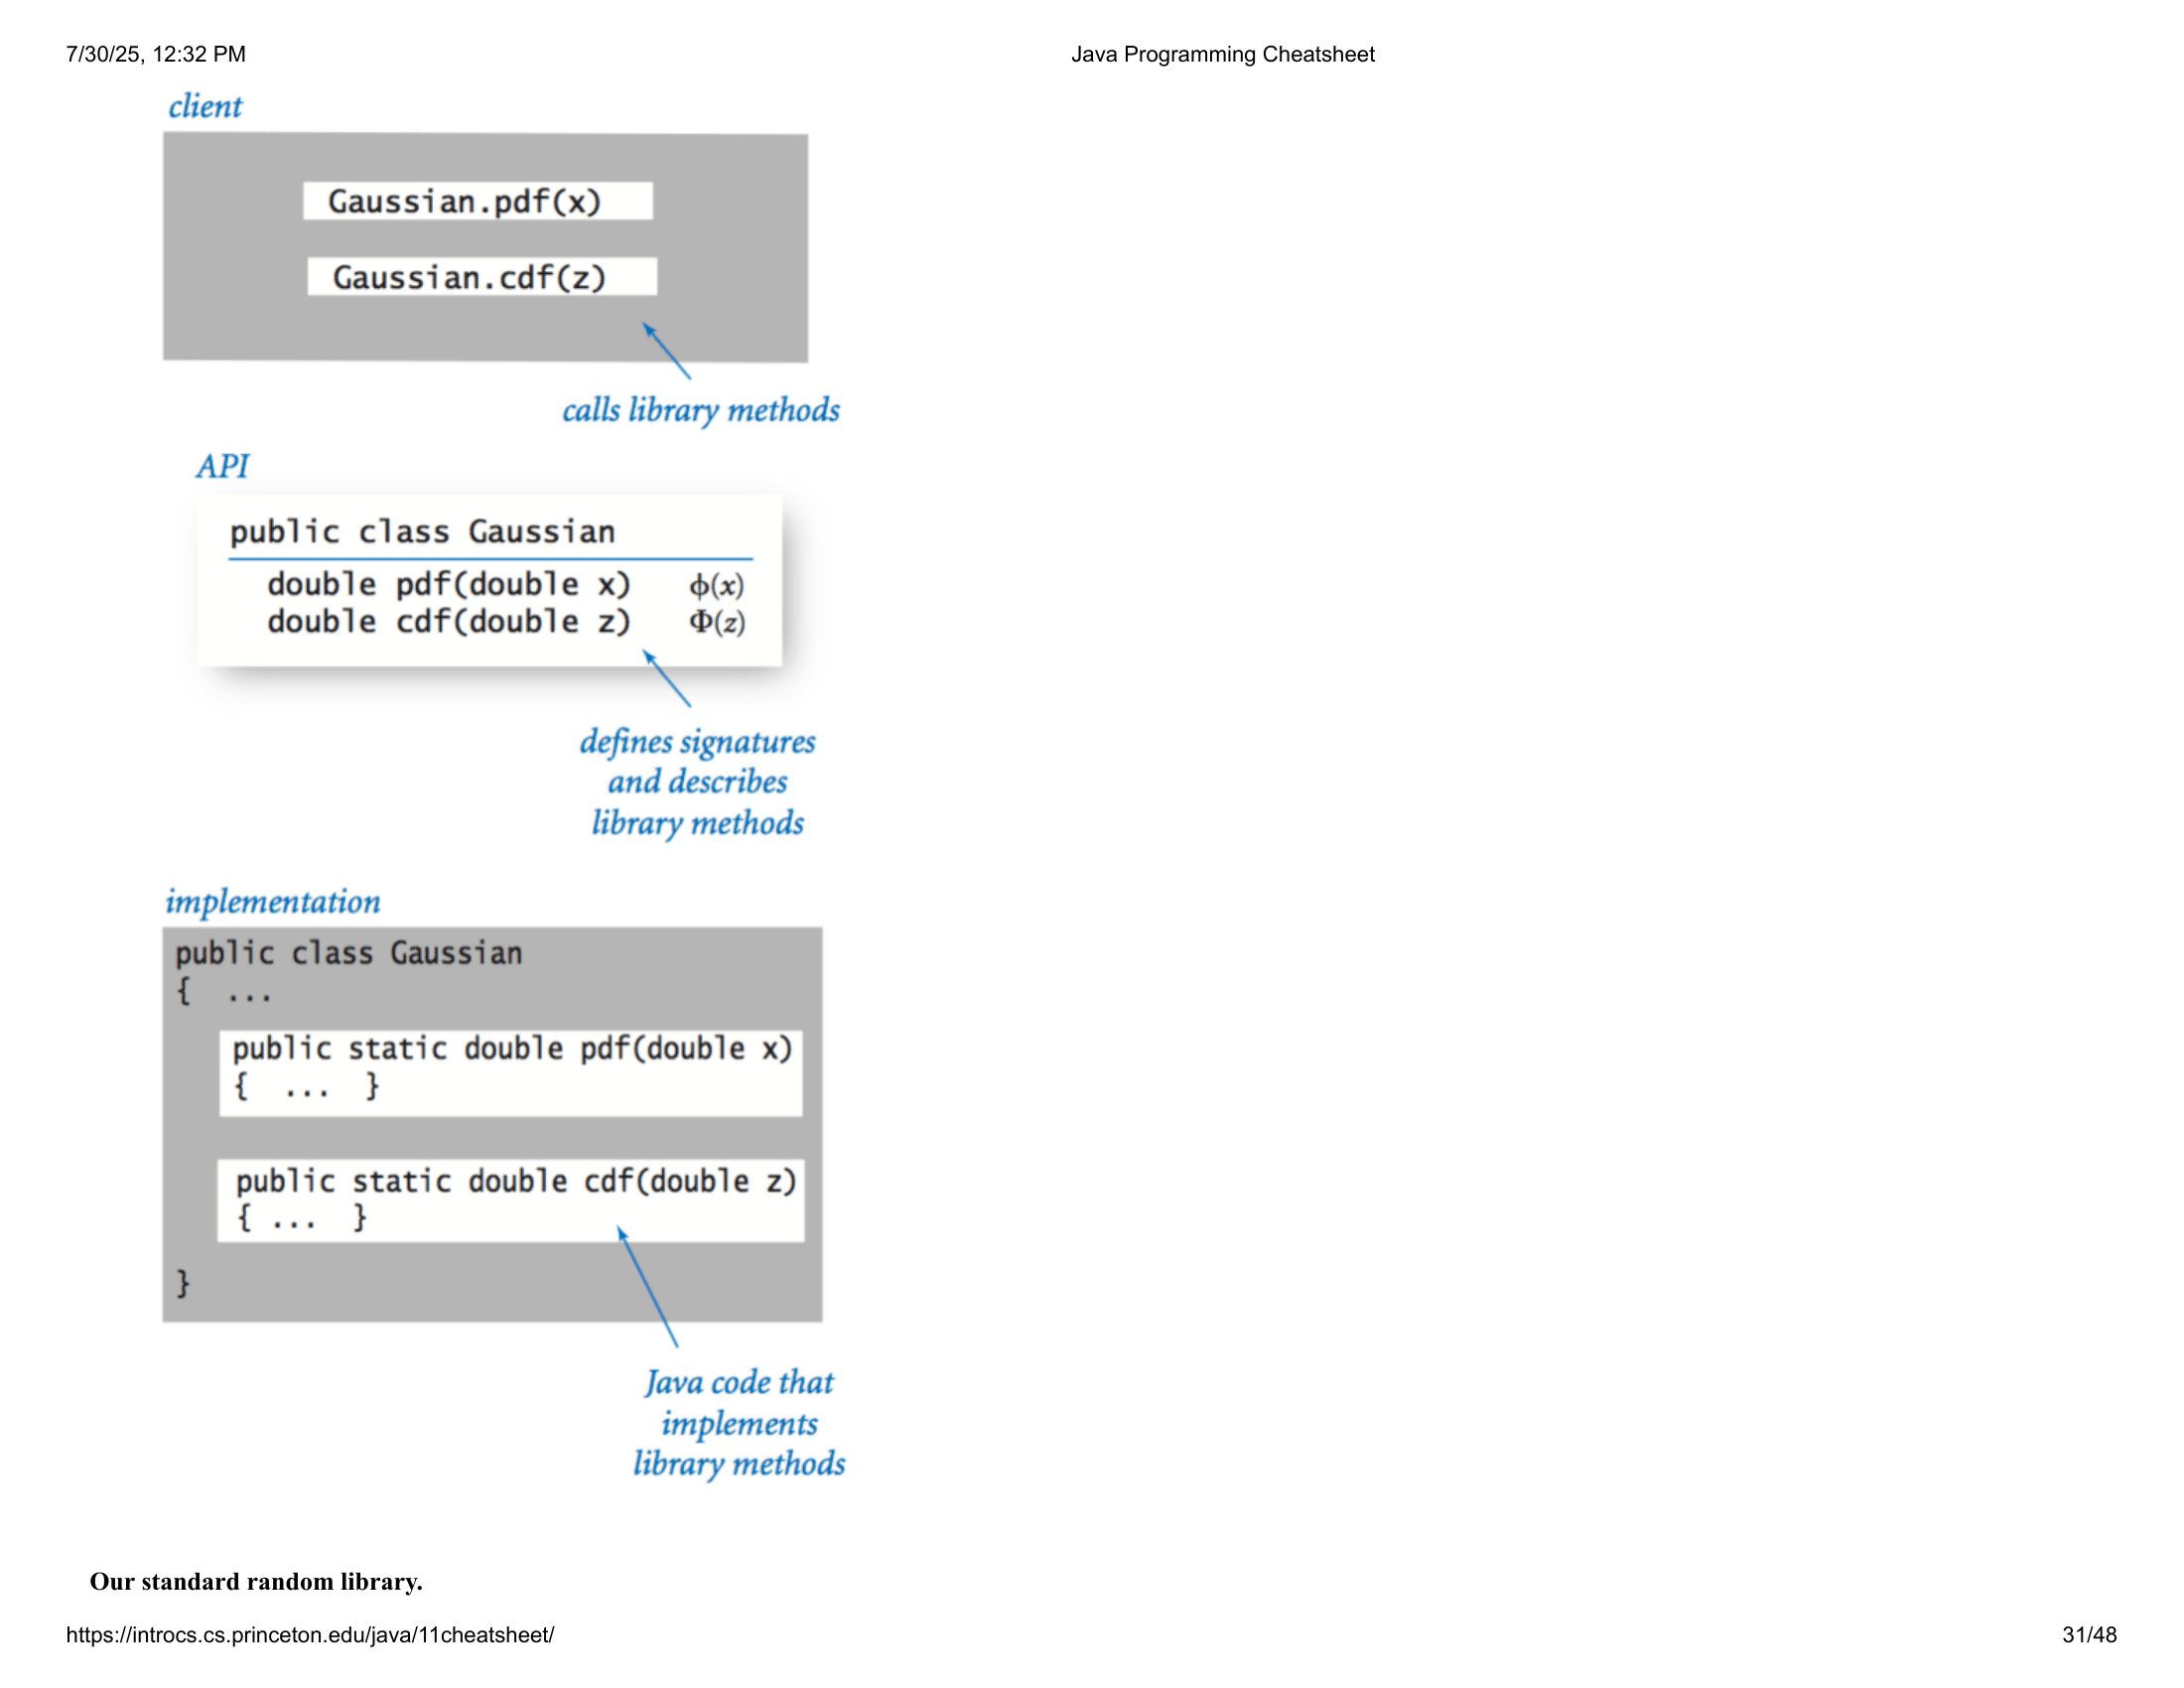 7/30/25, 12:32 PM
Java Programming Cheatsheet
client
Gaussian.pdf(x)
Gaussian.cdf(z)
calls library methods
API
public class Gaussian
double pdf(double x) ϕ(x)
double cdf(double z) Φ(z)
defines signatures
and describes
library methods
implementation
public class Gaussian
{ ...
public static double pdf(double x)
{ ... }
public static double cdf(double z)
{ ... }
}
Java code that
implements
library methods
Our standard random library.
https://introcs.cs.princeton.edu/java/11cheatsheet/
31/48